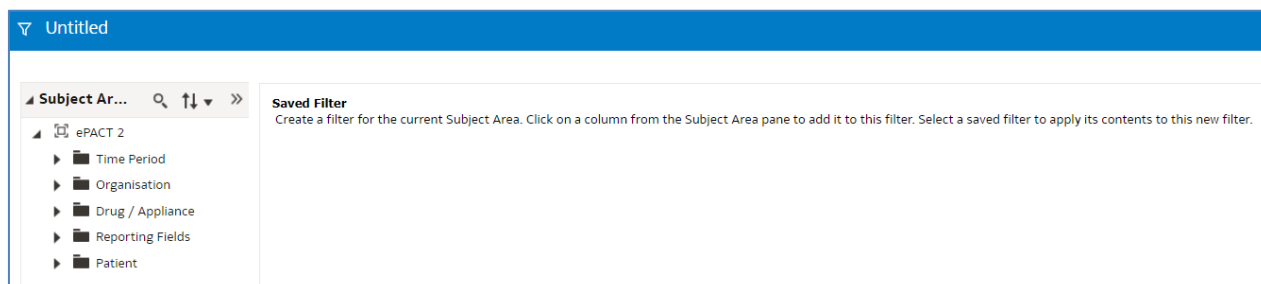 Untitled
Subject Ar...
ePACT 2
Time Period
Organisation
Drug / Appliance
Reporting Fields
Patient
Saved Filter
Create a filter for the current Subject Area. Click on a column from the Subject Area pane to add it to this filter. Select a saved filter to apply its contents to this new filter.